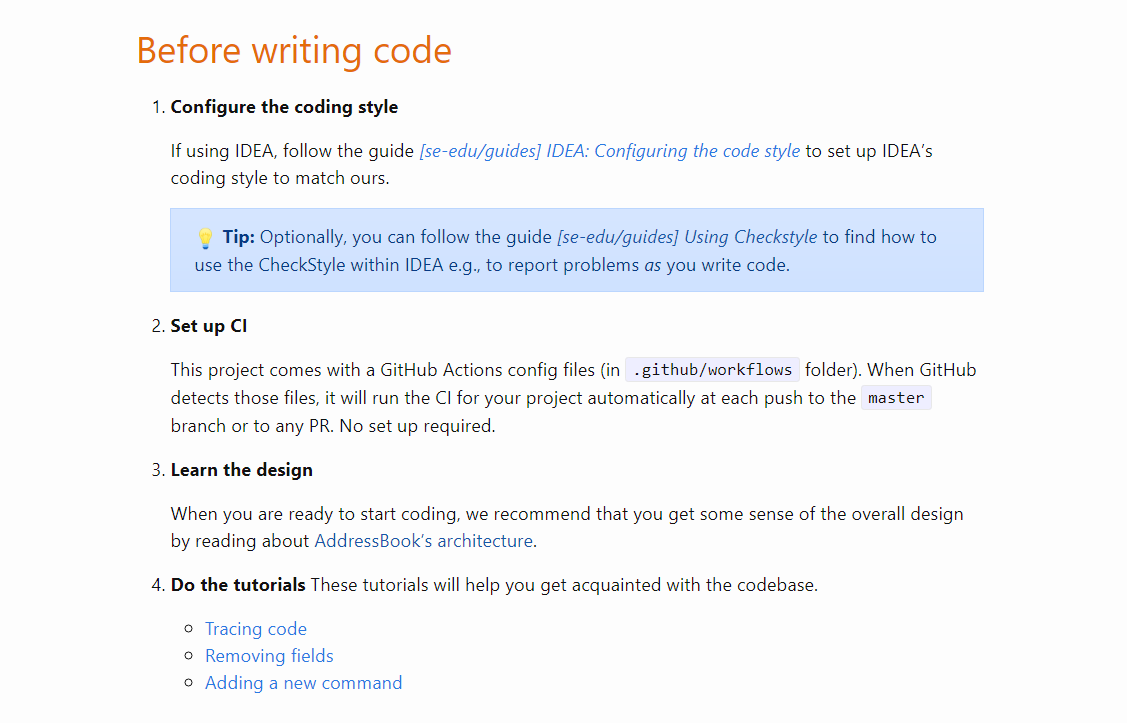 Before writing code
1. Configure the coding style
If using IDEA, follow the guide [se-edu/guides] IDEA: Configuring the code style to set up IDEA’s
coding style to match ours.
💡 Tip: Optionally, you can follow the guide [se-edu/guides] Using Checkstyle to find how to
use the CheckStyle within IDEA e.g., to report problems as you write code.
2. Set up CI
This project comes with a GitHub Actions config files (in .github/workflows folder). When GitHub
detects those files, it will run the CI for your project automatically at each push to the master
branch or to any PR. No set up required.
3. Learn the design
When you are ready to start coding, we recommend that you get some sense of the overall design
by reading about AddressBook’s architecture.
4. Do the tutorials These tutorials will help you get acquainted with the codebase.
Tracing code
Removing fields
Adding a new command